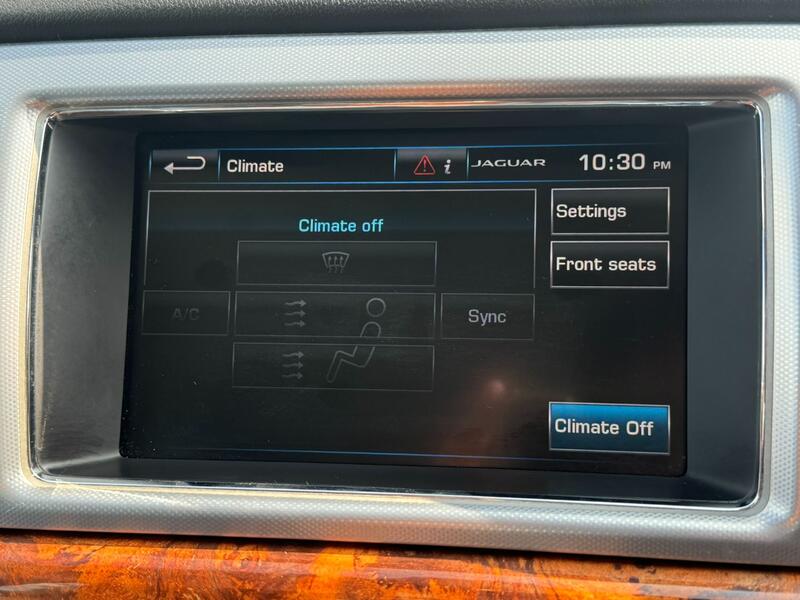 Climate
i
JAGUAR
10:30 PM
Climate off
Settings
Front seats
A/C
Sync
Climate Off